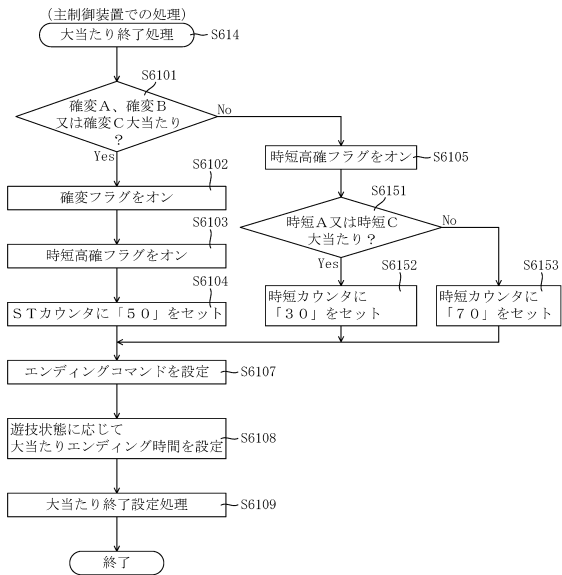 (主制御装置での処理)
大当たり終了処理
S614
S6101
確変A、確変B
又は確変C大当たり
?
No
Yes
S6102
確変フラグをオン
S6103
時短高確フラグをオン
S6104
STカウンタに「50」をセット
時短高確フラグをオン
S6105
S6151
時短A又は時短C
大当たり?
No
Yes
S6152
時短カウンタに
「30」をセット
S6153
時短カウンタに
「70」をセット
エンディングコマンドを設定
S6107
遊技状態に応じて
大当たりエンディング時間を設定
S6108
大当たり終了設定処理
S6109
終了